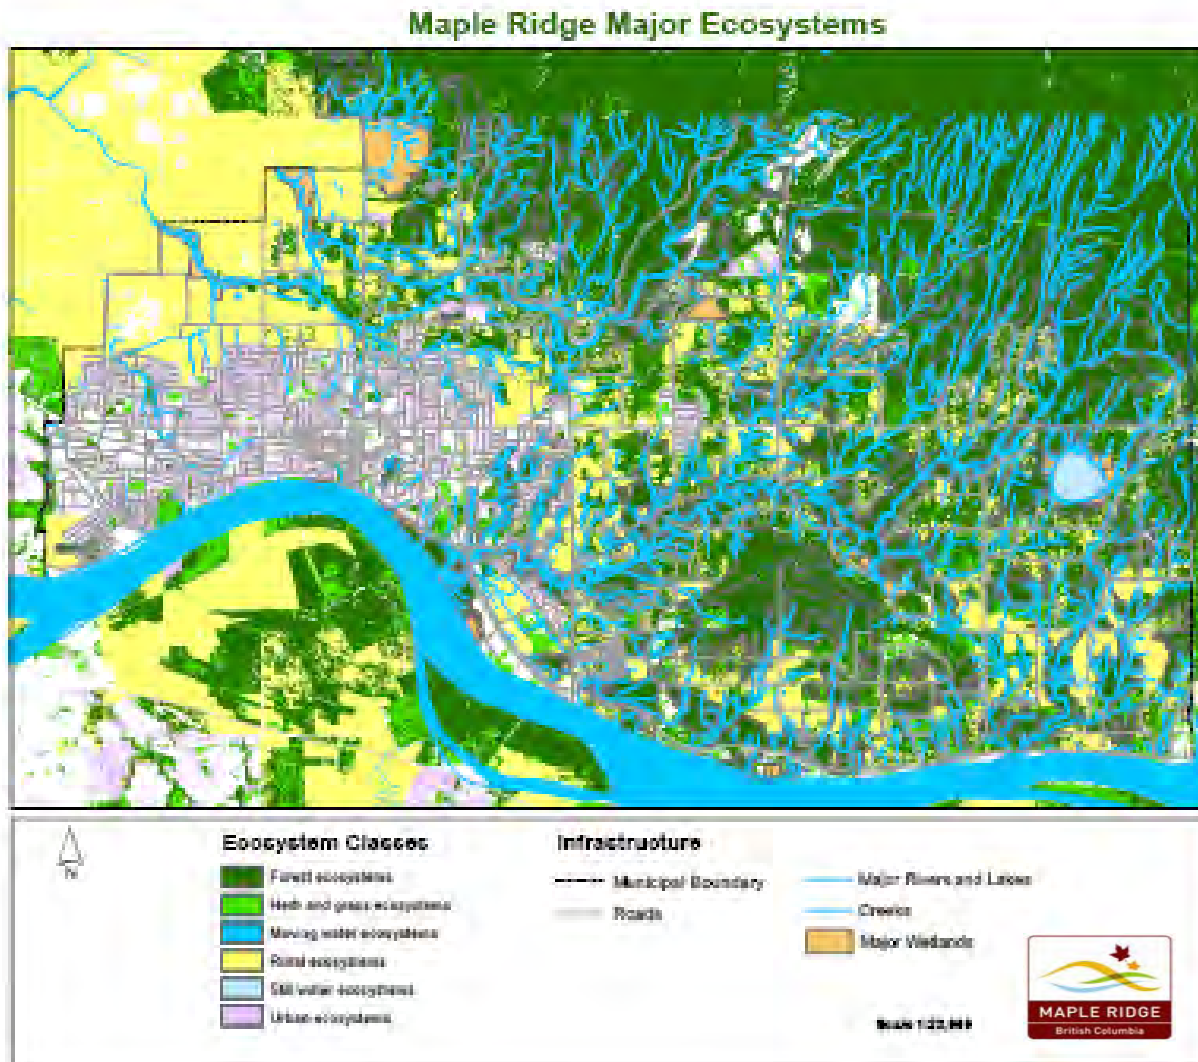 Maple Ridge Major Ecosystems
N
Ecosystem Classes
Forest ecosystems
Herb and grass ecosystems
Moving water ecosystems
Rural ecosystems
Still water ecosystems
Urban ecosystems
Infrastructure
Municipal Boundary
Roads
Major Rivers and Lakes
Creeks
Major Wetlands
Scale
MAPLE RIDGE
British Columbia